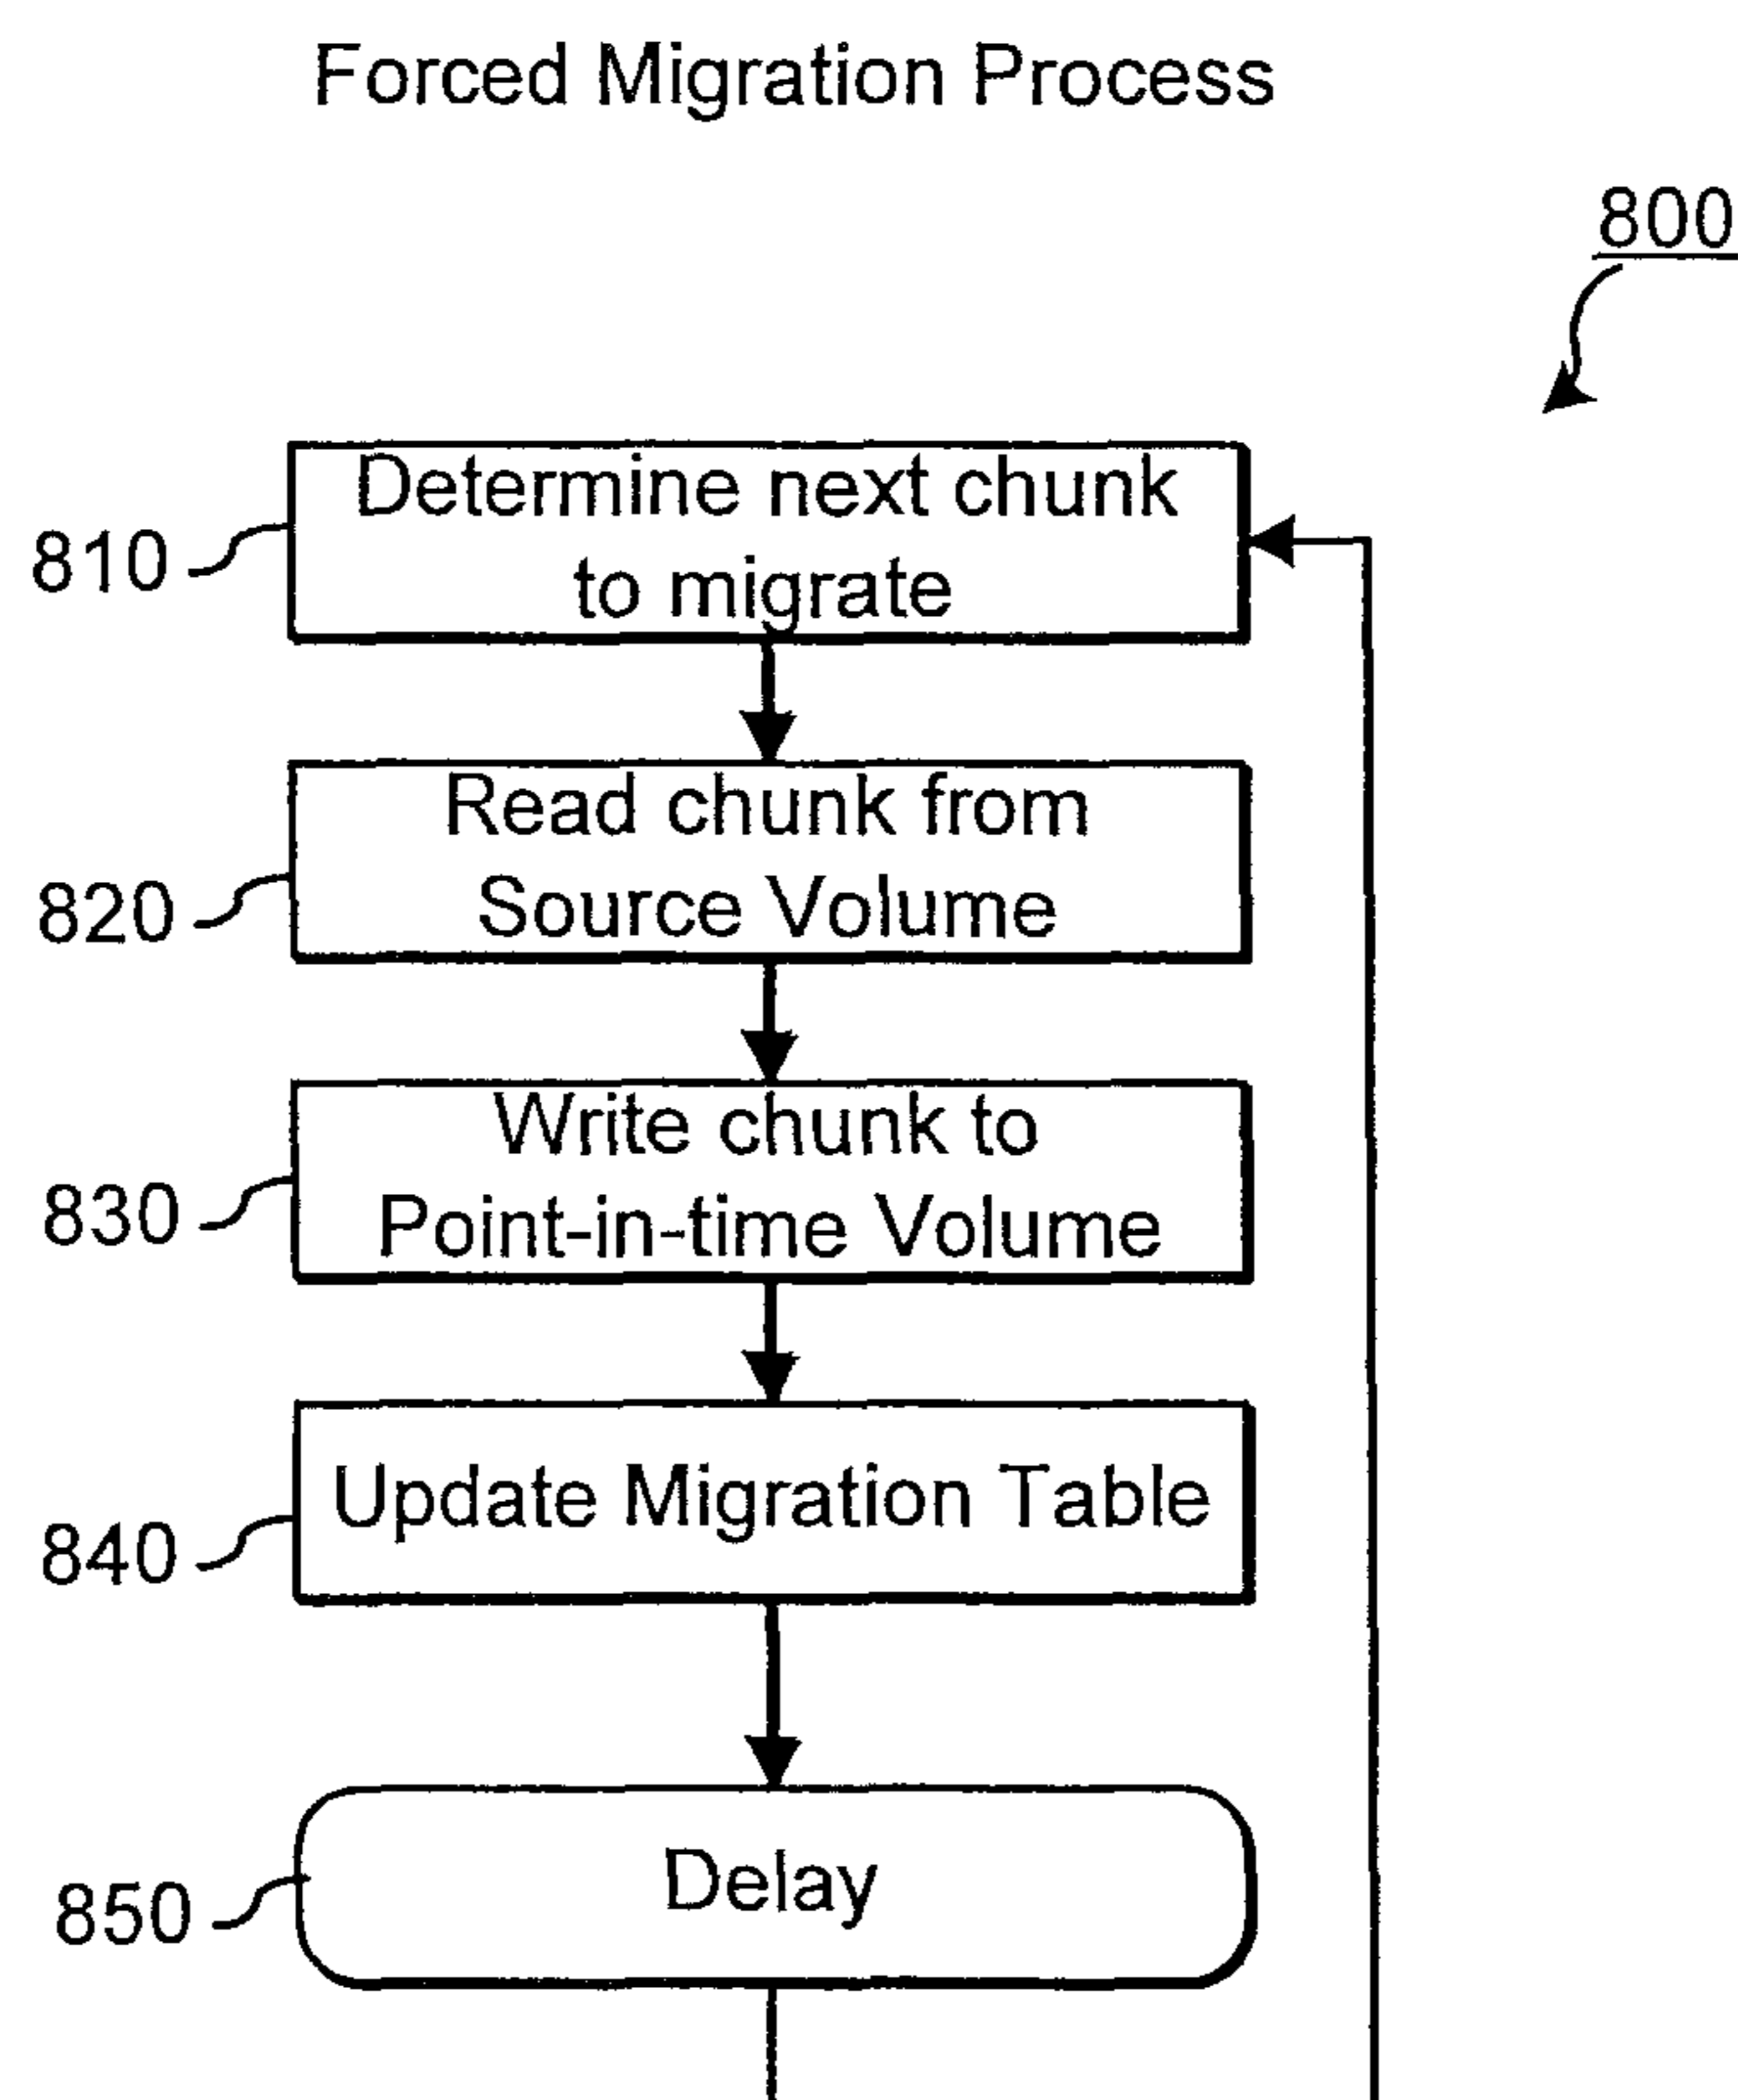 Forced Migration Process
800
Determine next chunk
to migrate
810
Read chunk from
Source Volume
820
Write chunk to
Point-in-time Volume
830
Update Migration Table
840
Delay
850